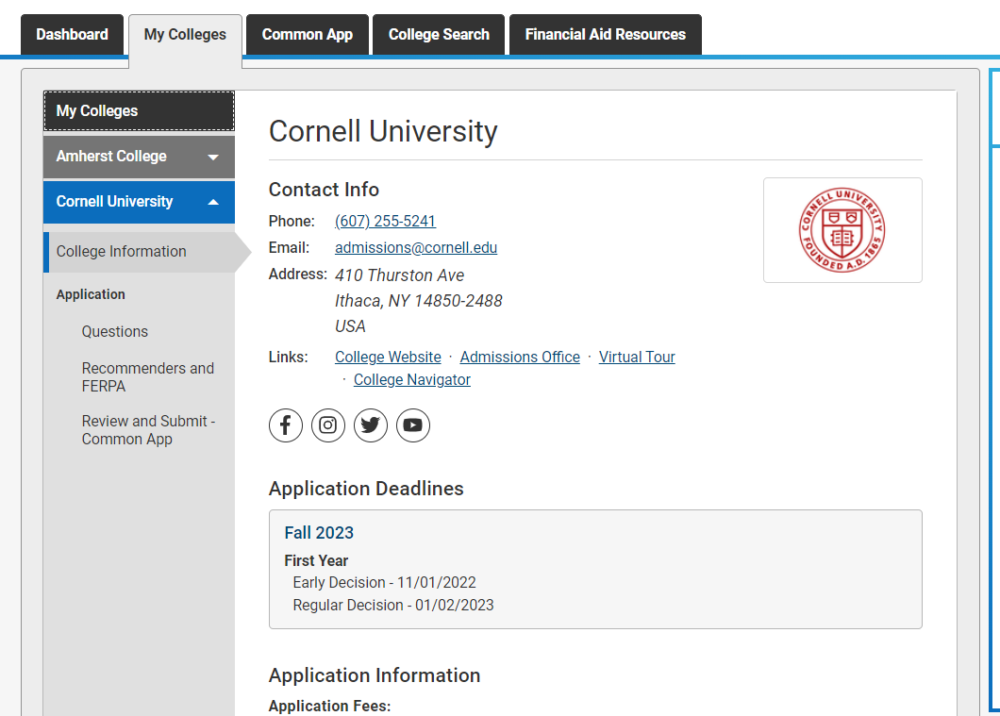 Dashboard
My Colleges
Common App
College Search
Financial Aid Resources
My Colleges
Amherst College
Cornell University
College Information
Application
Questions
Recommenders and
FERPA
Review and Submit -
Common App
Cornell University
Contact Info
Phone: (607) 255-5241
Email: admissions@cornell.edu
Address: 410 Thurston Ave
Ithaca, NY 14850-2488
USA
Links: College Website · Admissions Office · Virtual Tour
· College Navigator
CORNELL UNIVERSITY
FOUNDED A.D. 1865
Application Deadlines
Fall 2023
First Year
Early Decision - 11/01/2022
Regular Decision - 01/02/2023
Application Information
Application Fees: